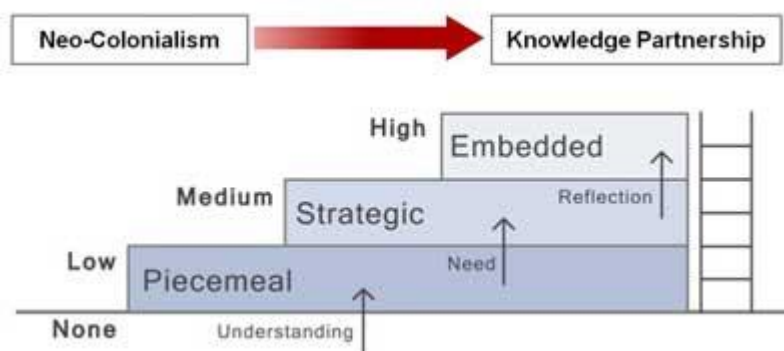 Neo-Colonialism
Knowledge Partnership
High
Embedded
Reflection
Medium
Strategic
Need
Low
Piecemeal
None
Understanding